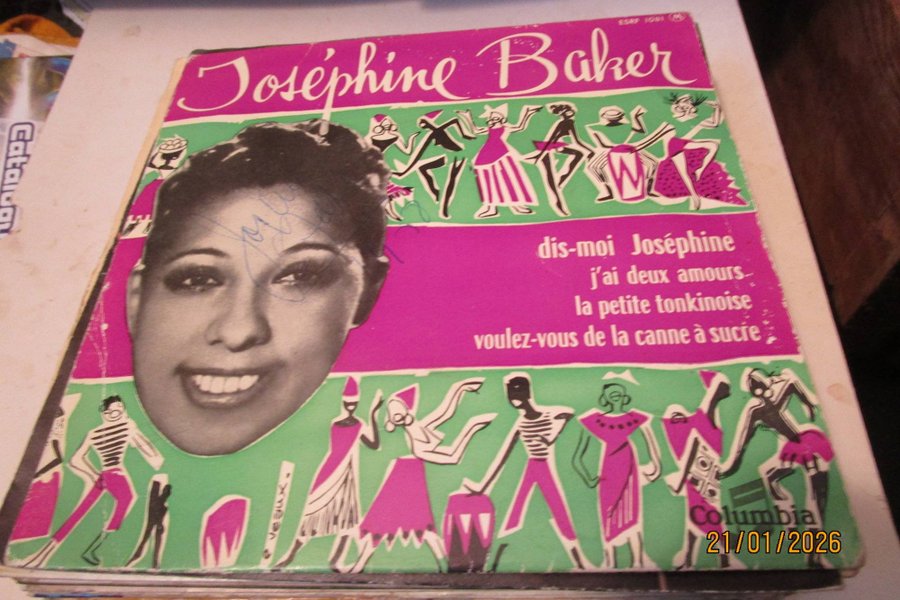 ESRF 1081 M
Joséphine Baker
Catalog
dis-moi Joséphine
j'ai deux amours
la petite tonkinoise
voulez-vous de la canne à sucre
Columbia
21/01/2026